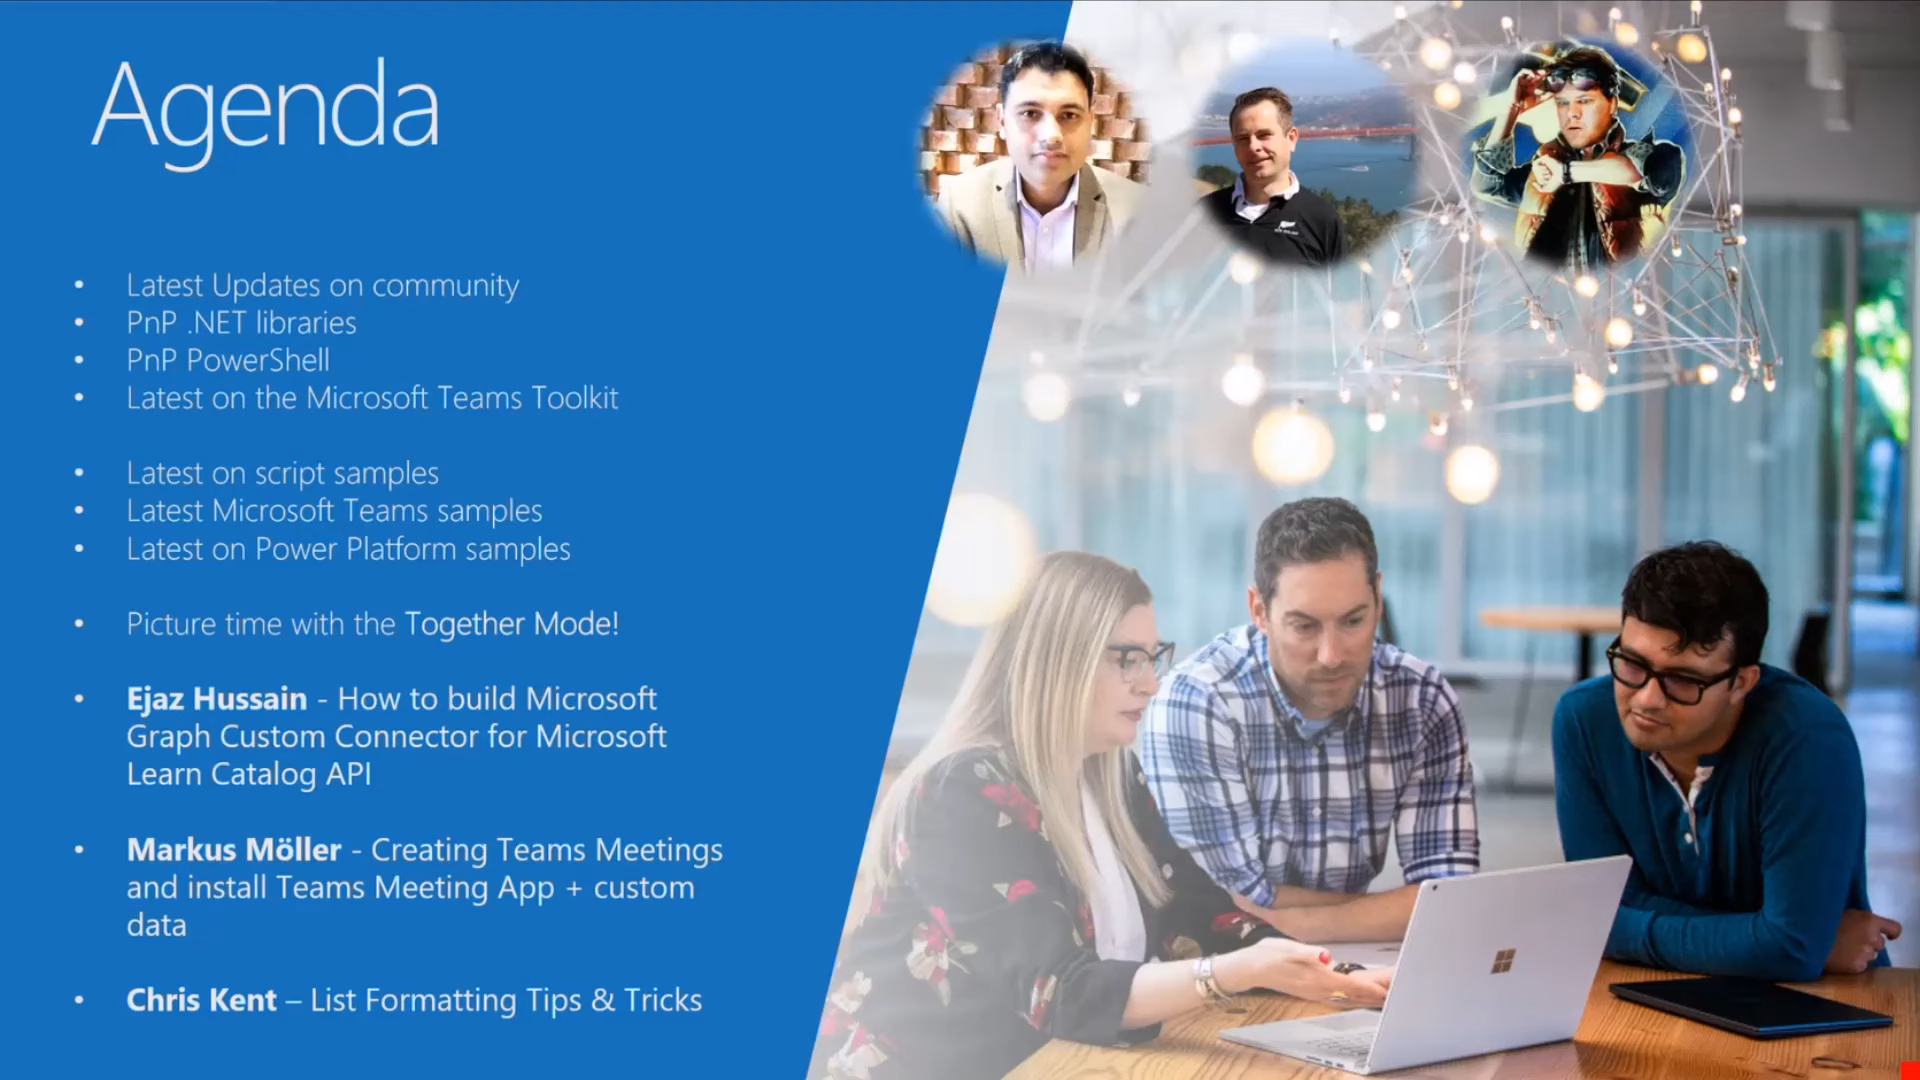 Agenda
• Latest Updates on community
• PnP .NET libraries
• PnP PowerShell
• Latest on the Microsoft Teams Toolkit
• Latest on script samples
• Latest Microsoft Teams samples
• Latest on Power Platform samples
• Picture time with the Together Mode!
• Ejaz Hussain - How to build Microsoft
Graph Custom Connector for Microsoft
Learn Catalog API
• Markus Möller - Creating Teams Meetings
and install Teams Meeting App + custom
data
• Chris Kent – List Formatting Tips & Tricks